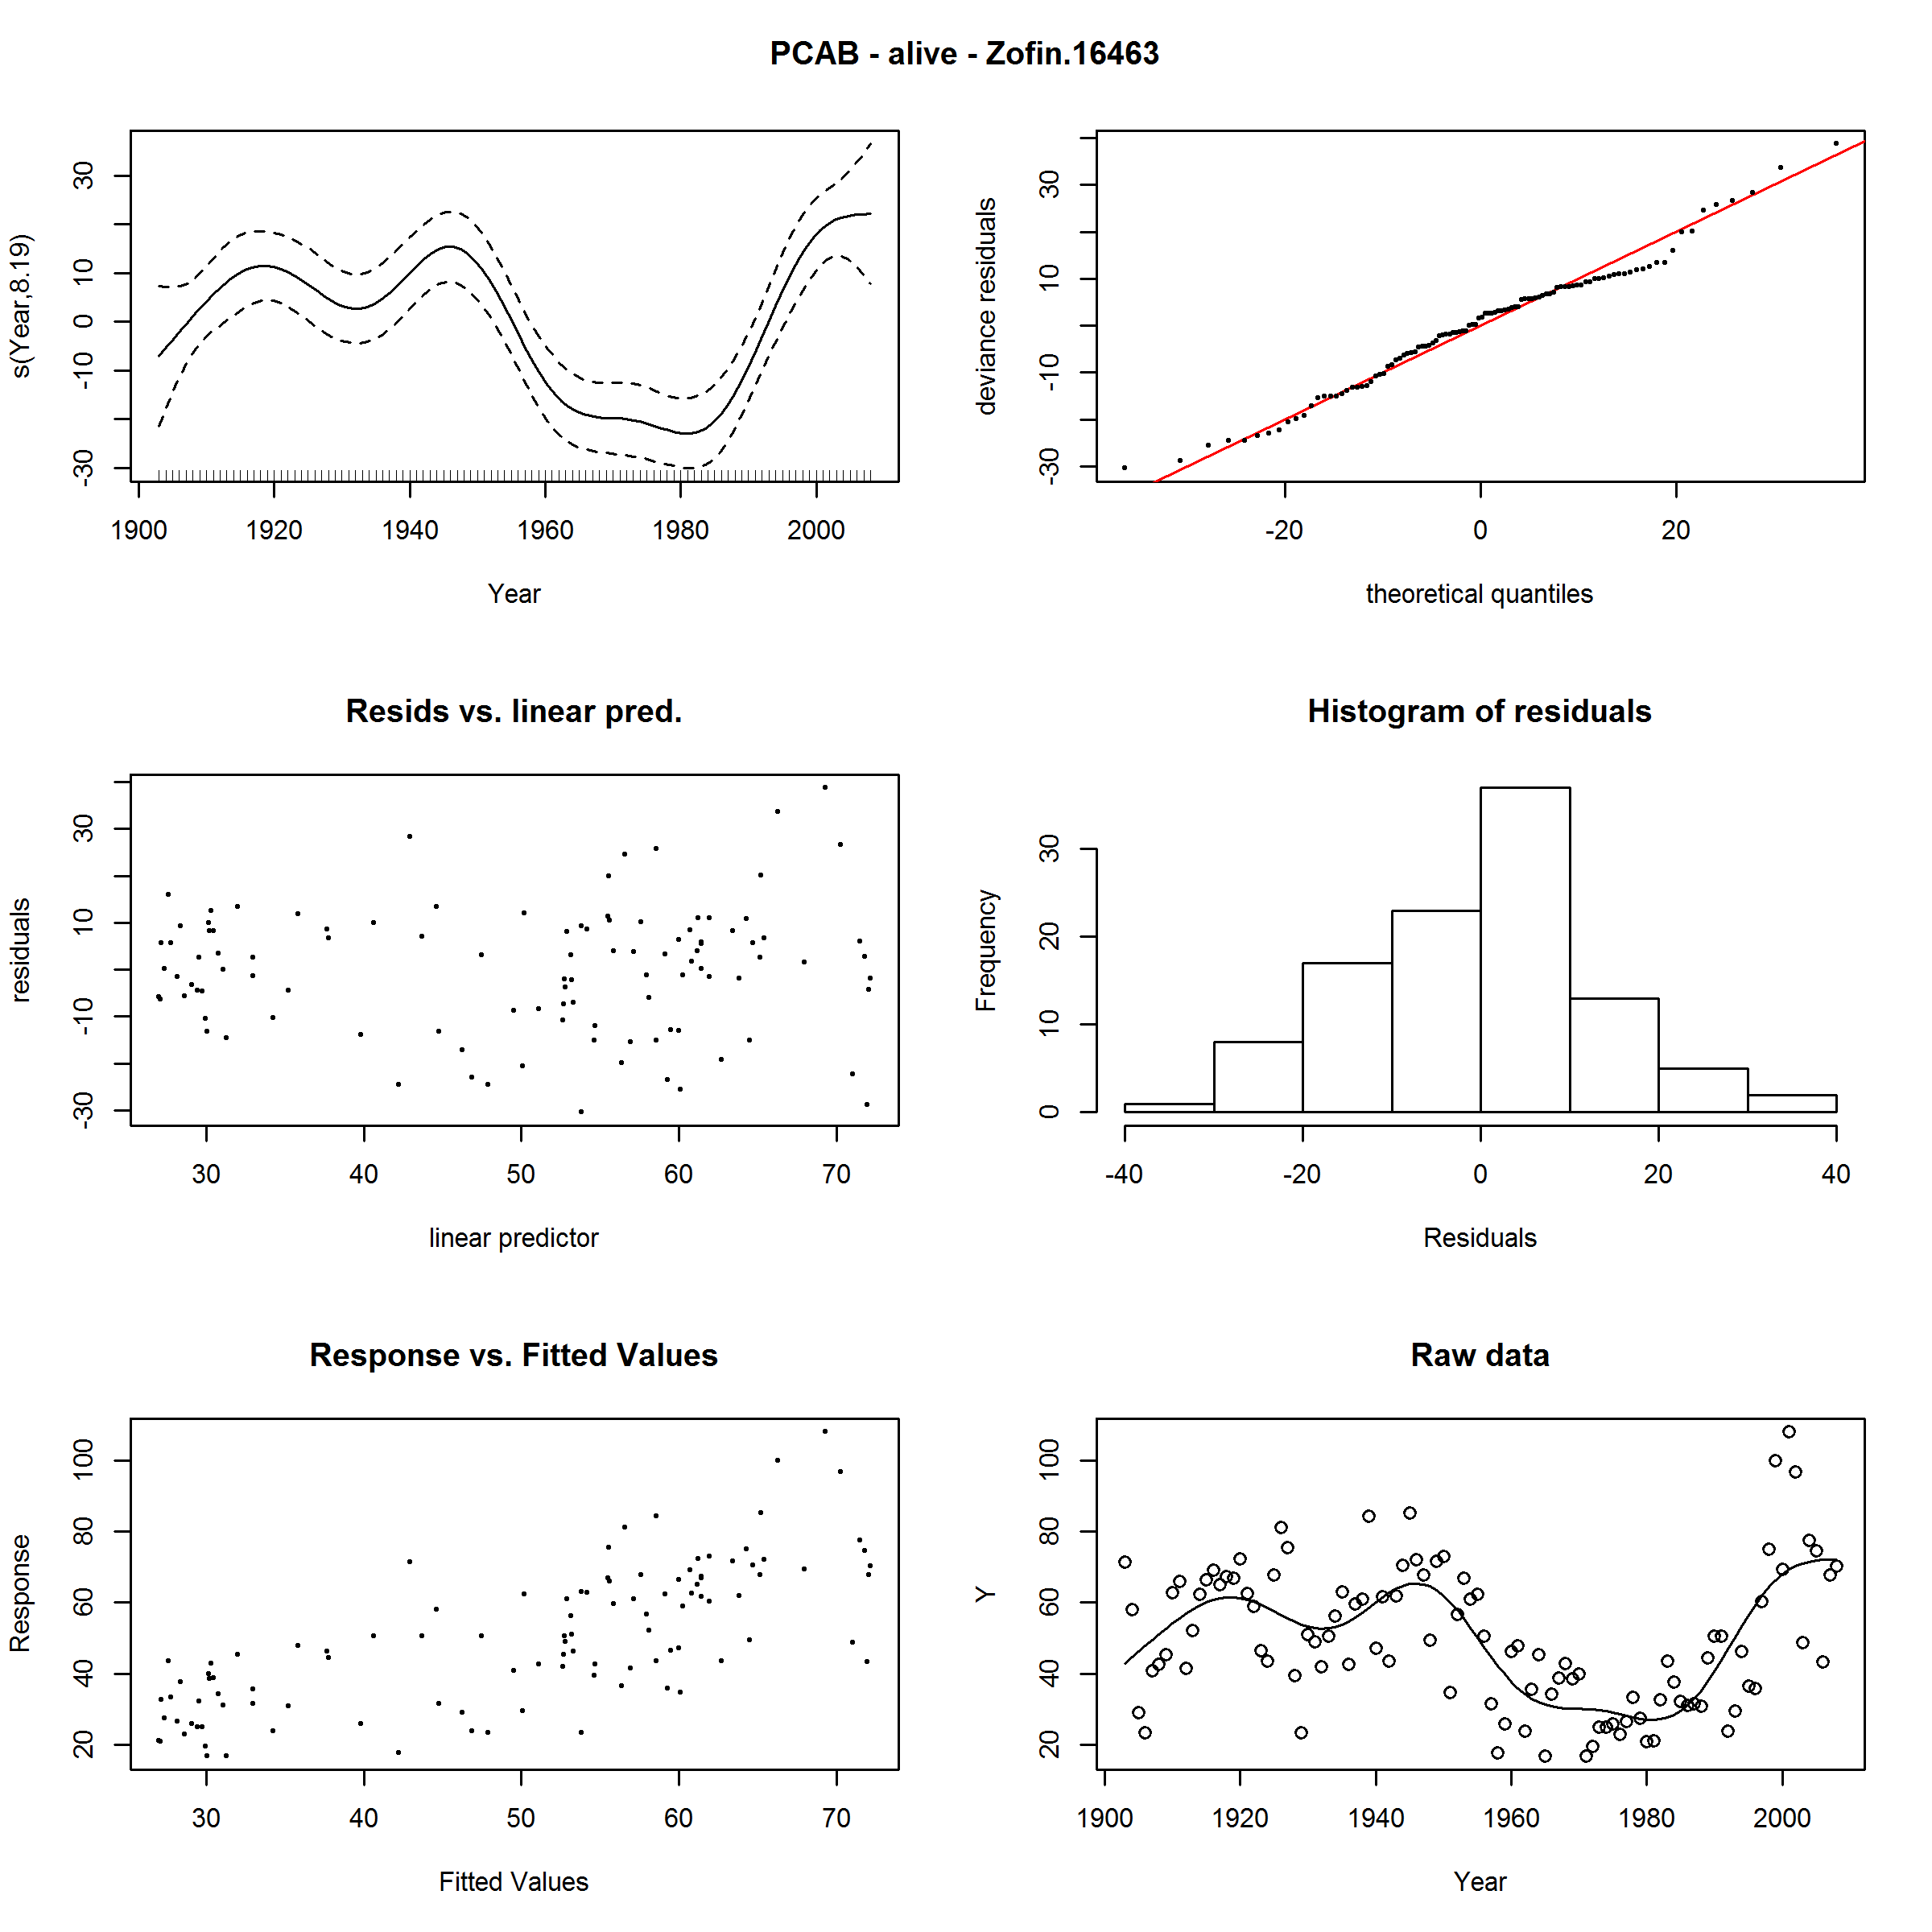 PCAB - alive - Zofin.16463
s(Year,8.19)
-30 -10 0 10 30
1900 1920 1940 1960 1980 2000
Year
deviance residuals
-30 -10 10 30
-20 0 20
theoretical quantiles
Resids vs. linear pred.
residuals
-30 -10 10 30
30 40 50 60 70
linear predictor
Histogram of residuals
Frequency
0 10 20 30
-40 -20 0 20 40
Residuals
Response vs. Fitted Values
Response
20 40 60 80 100
30 40 50 60 70
Fitted Values
Raw data
Y
20 40 60 80 100
1900 1920 1940 1960 1980 2000
Year